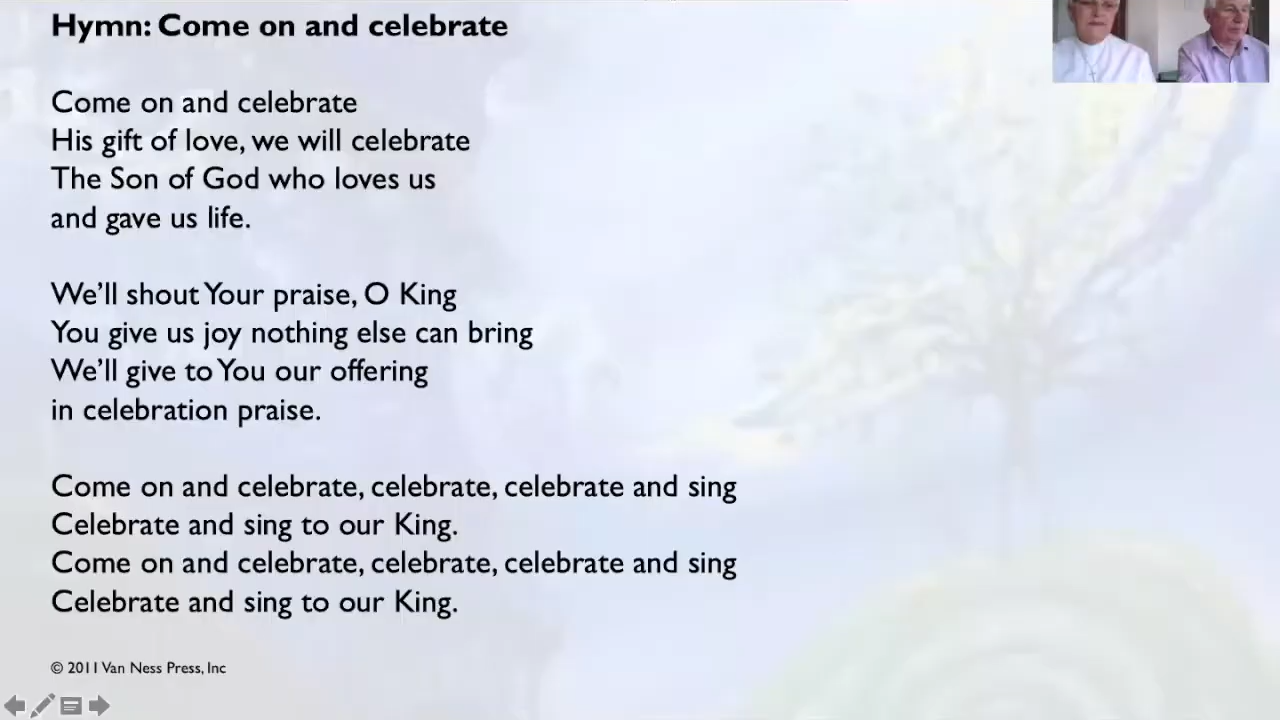 Hymn: Come on and celebrate
Come on and celebrate
His gift of love, we will celebrate
The Son of God who loves us
and gave us life.
We’ll shout Your praise, O King
You give us joy nothing else can bring
We’ll give to You our offering
in celebration praise.
Come on and celebrate, celebrate, celebrate and sing
Celebrate and sing to our King.
Come on and celebrate, celebrate, celebrate and sing
Celebrate and sing to our King.
© 2011 Van Ness Press, Inc